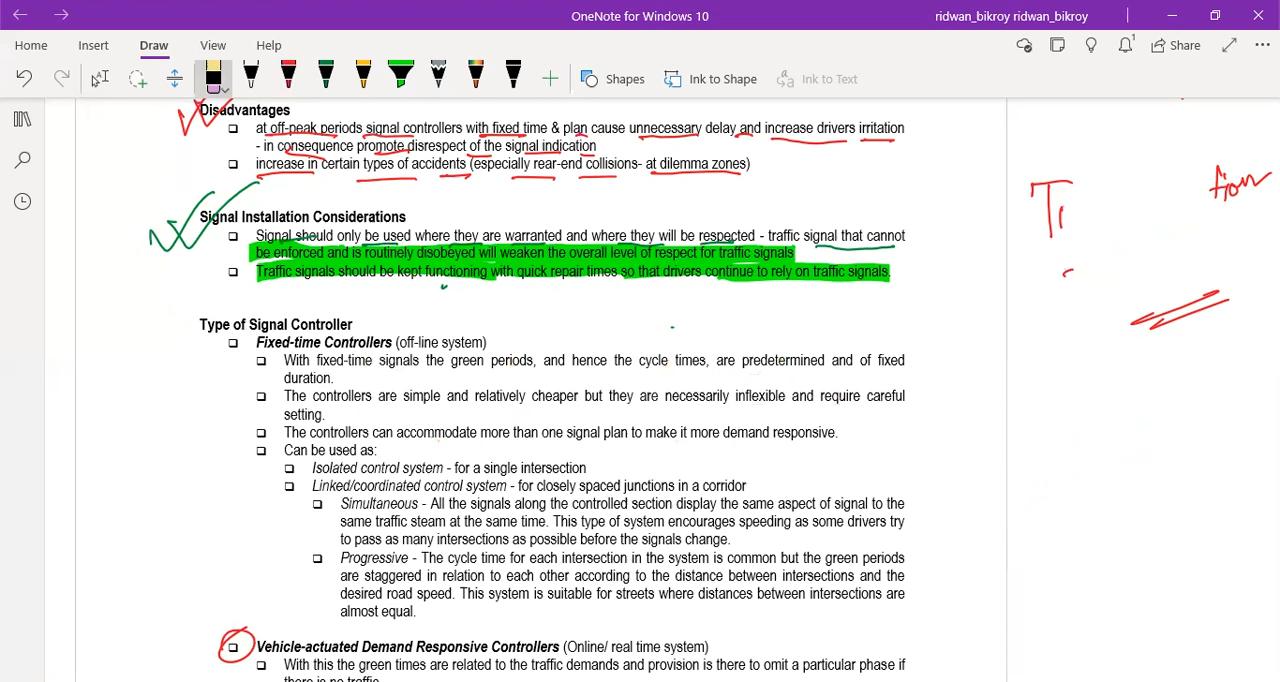 OneNote for Windows 10
ridwan_bikroy ridwan_bikroy
Home Insert Draw View Help
1 Share
Shapes Ink to Shape Ink to Text
Disadvantages
at off-peak periods signal controllers with fixed time & plan cause unnecessary delay and increase drivers irritation
- in consequence promote disrespect of the signal indication
increase in certain types of accidents (especially rear-end collisions- at dilemma zones)
Signal Installation Considerations
Signal should only be used where they are warranted and where they will be respected - traffic signal that cannot
be enforced and is routinely disobeyed will weaken the overall level of respect for traffic signals
Traffic signals should be kept functioning with quick repair times so that drivers continue to rely on traffic signals.
Type of Signal Controller
Fixed-time Controllers (off-line system)
With fixed-time signals the green periods, and hence the cycle times, are predetermined and of fixed
duration.
The controllers are simple and relatively cheaper but they are necessarily inflexible and require careful
setting.
The controllers can accommodate more than one signal plan to make it more demand responsive.
Can be used as:
Isolated control system - for a single intersection
Linked/coordinated control system - for closely spaced junctions in a corridor
Simultaneous - All the signals along the controlled section display the same aspect of signal to the
same traffic steam at the same time. This type of system encourages speeding as some drivers try
to pass as many intersections as possible before the signals change.
Progressive - The cycle time for each intersection in the system is common but the green periods
are staggered in relation to each other according to the distance between intersections and the
desired road speed. This system is suitable for streets where distances between intersections are
almost equal.
Vehicle-actuated Demand Responsive Controllers (Online/ real time system)
With this the green times are related to the traffic demands and provision is there to omit a particular phase if
there is no traffic